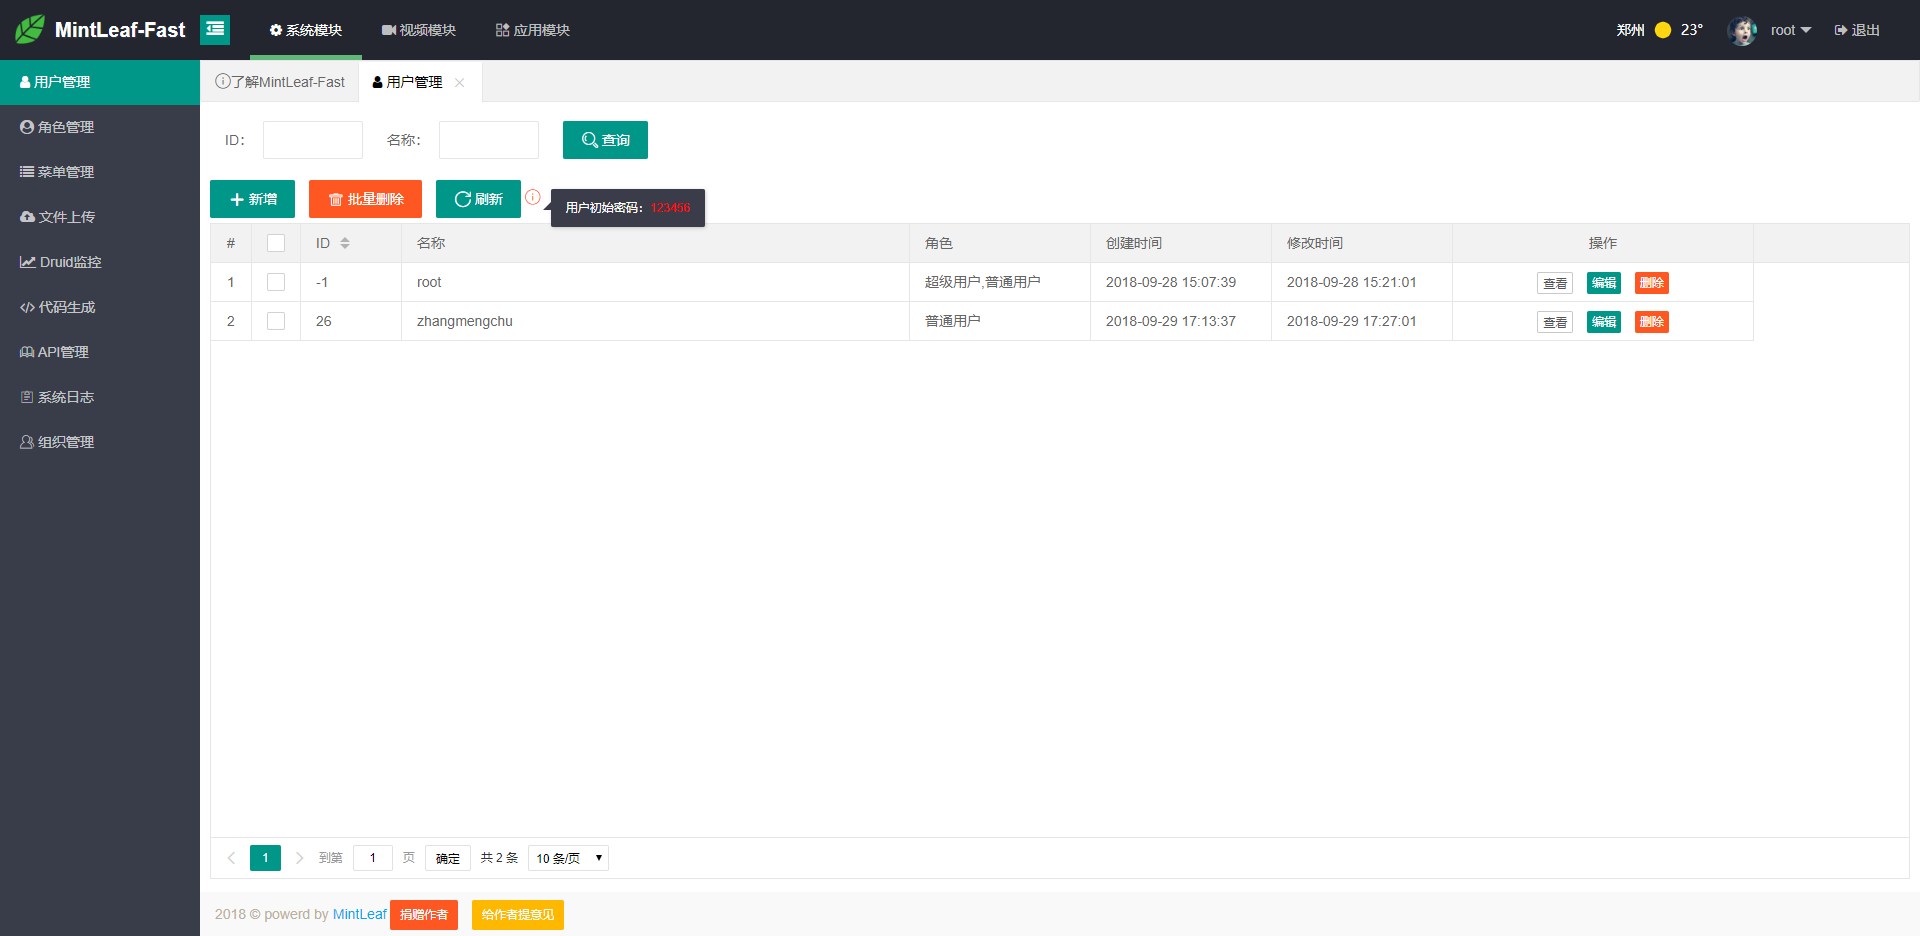 MintLeaf-Fast 系统模块 视频模块 应用模块 郑州 23° root 退出
用户管理
角色管理
菜单管理
文件上传
Druid监控
代码生成
API管理
系统日志
组织管理
了解MintLeaf-Fast 用户管理
ID： 名称： 查询
新增 批量删除 刷新 用户初始密码：123456
# ID 名称 角色 创建时间 修改时间 操作
1 -1 root 超级用户,普通用户 2018-09-28 15:07:39 2018-09-28 15:21:01 查看 编辑 删除
2 26 zhangmengchu 普通用户 2018-09-29 17:13:37 2018-09-29 17:27:01 查看 编辑 删除
1 到第 1 页 确定 共 2 条 10 条/页
2018 © powerd by MintLeaf 捐赠作者 给作者提意见